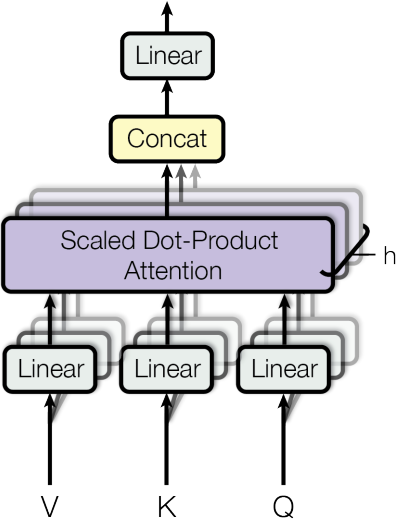 Linear
Concat
Scaled Dot-Product
Attention
h
Linear Linear Linear
V K Q